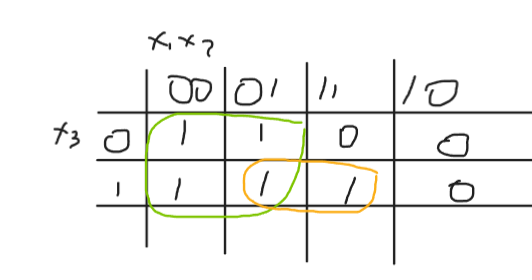 x₁x₂
00 01 11 10
x₃ 0 1 1 0 0
1 1 1 1 0